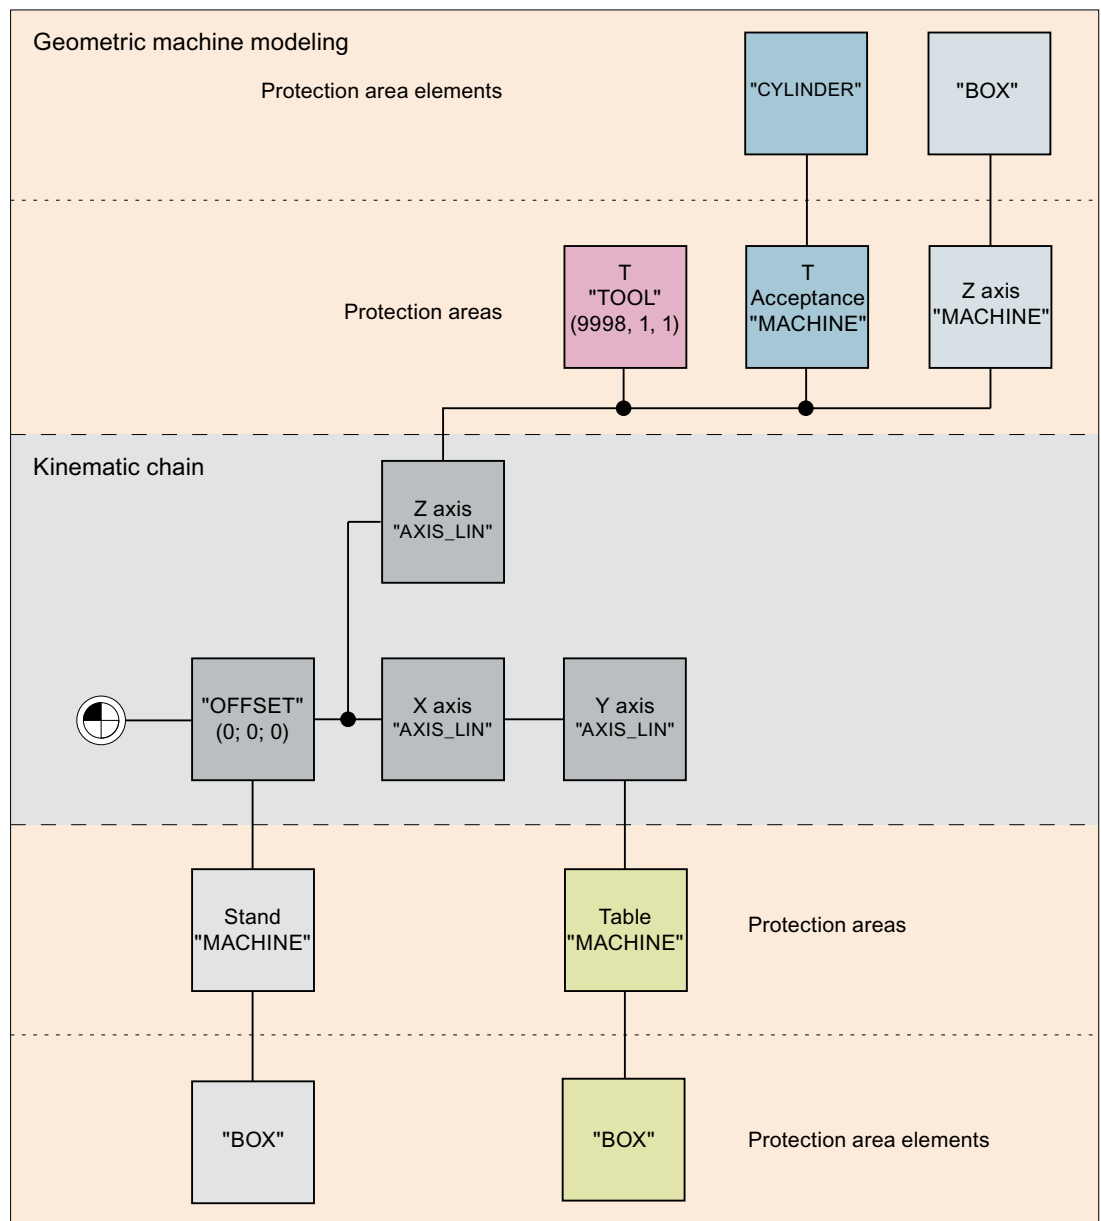 Geometric machine modeling
Protection area elements
"CYLINDER"
"BOX"
Protection areas
T
"TOOL"
(9998, 1, 1)
T
Acceptance
"MACHINE"
Z axis
"MACHINE"
Kinematic chain
Z axis
"AXIS_LIN"
"OFFSET"
(0; 0; 0)
X axis
"AXIS_LIN"
Y axis
"AXIS_LIN"
Stand
"MACHINE"
Table
"MACHINE"
Protection areas
"BOX"
"BOX"
Protection area elements